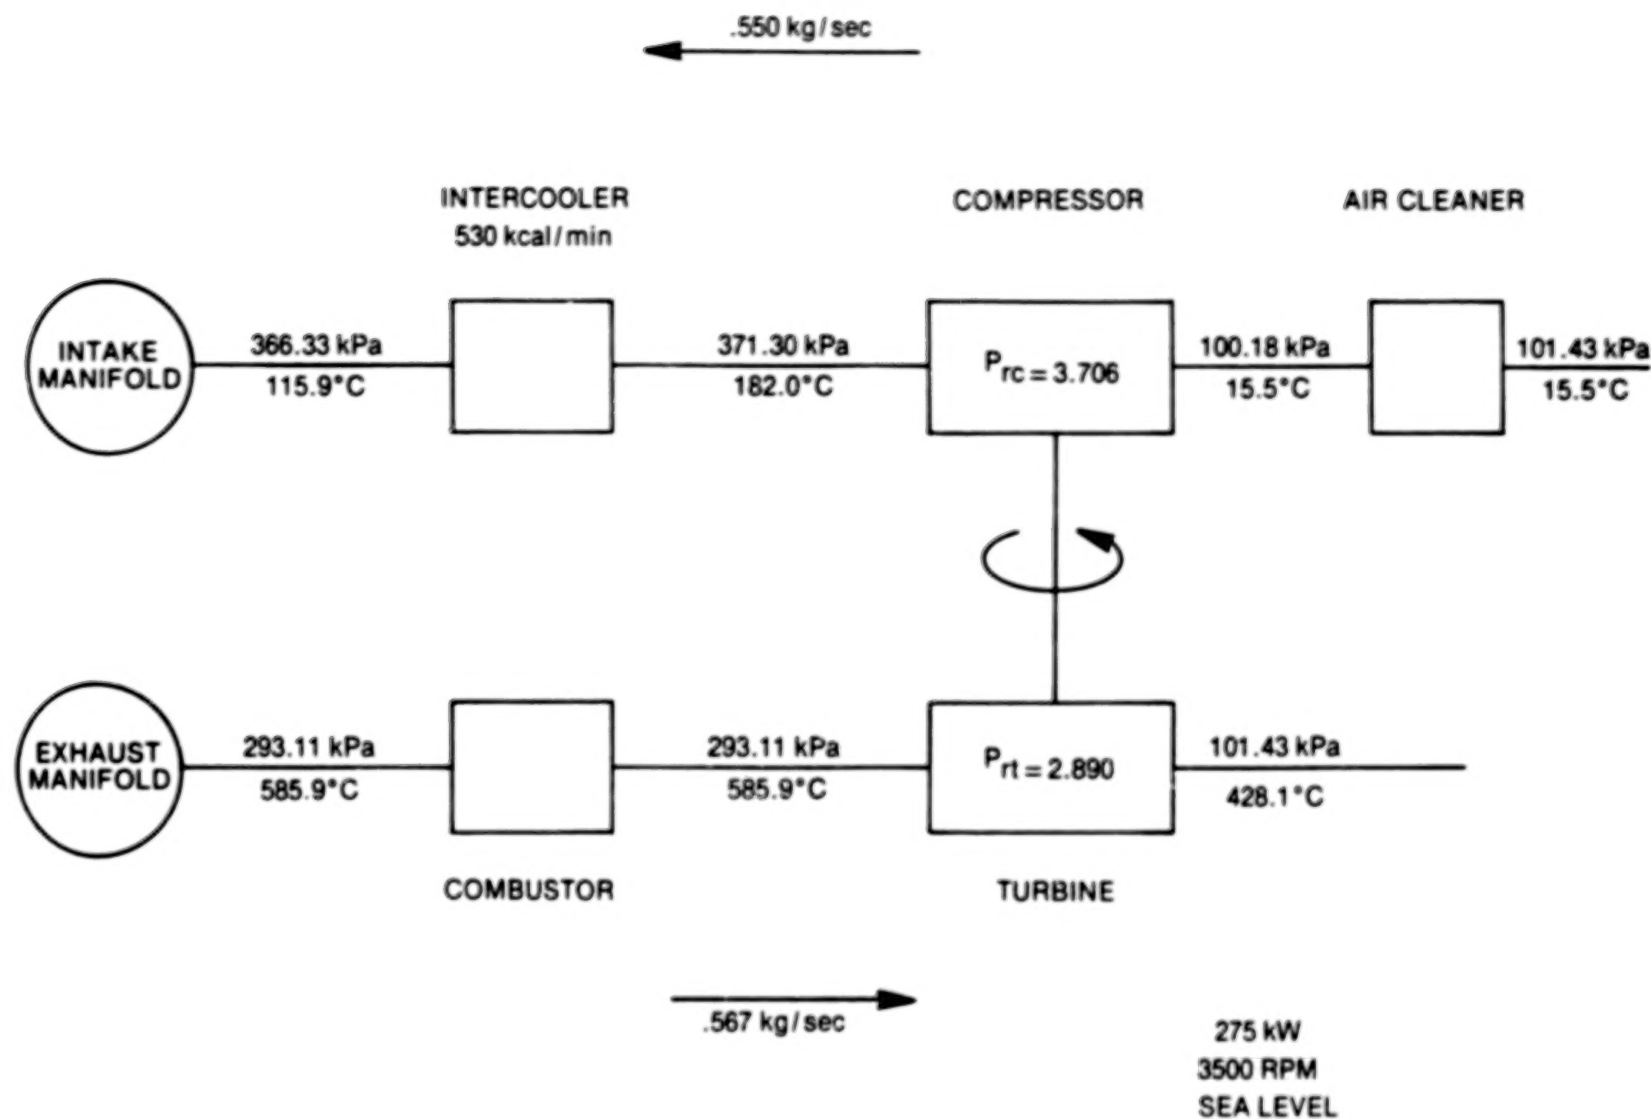 .550 kg/sec
INTERCOOLER
530 kcal/min
COMPRESSOR
AIR CLEANER
INTAKE
MANIFOLD
366.33 kPa
115.9°C
371.30 kPa
182.0°C
Prc = 3.706
100.18 kPa
15.5°C
101.43 kPa
15.5°C
EXHAUST
MANIFOLD
293.11 kPa
585.9°C
293.11 kPa
585.9°C
Prt = 2.890
101.43 kPa
428.1°C
COMBUSTOR
TURBINE
.567 kg/sec
275 kW
3500 RPM
SEA LEVEL